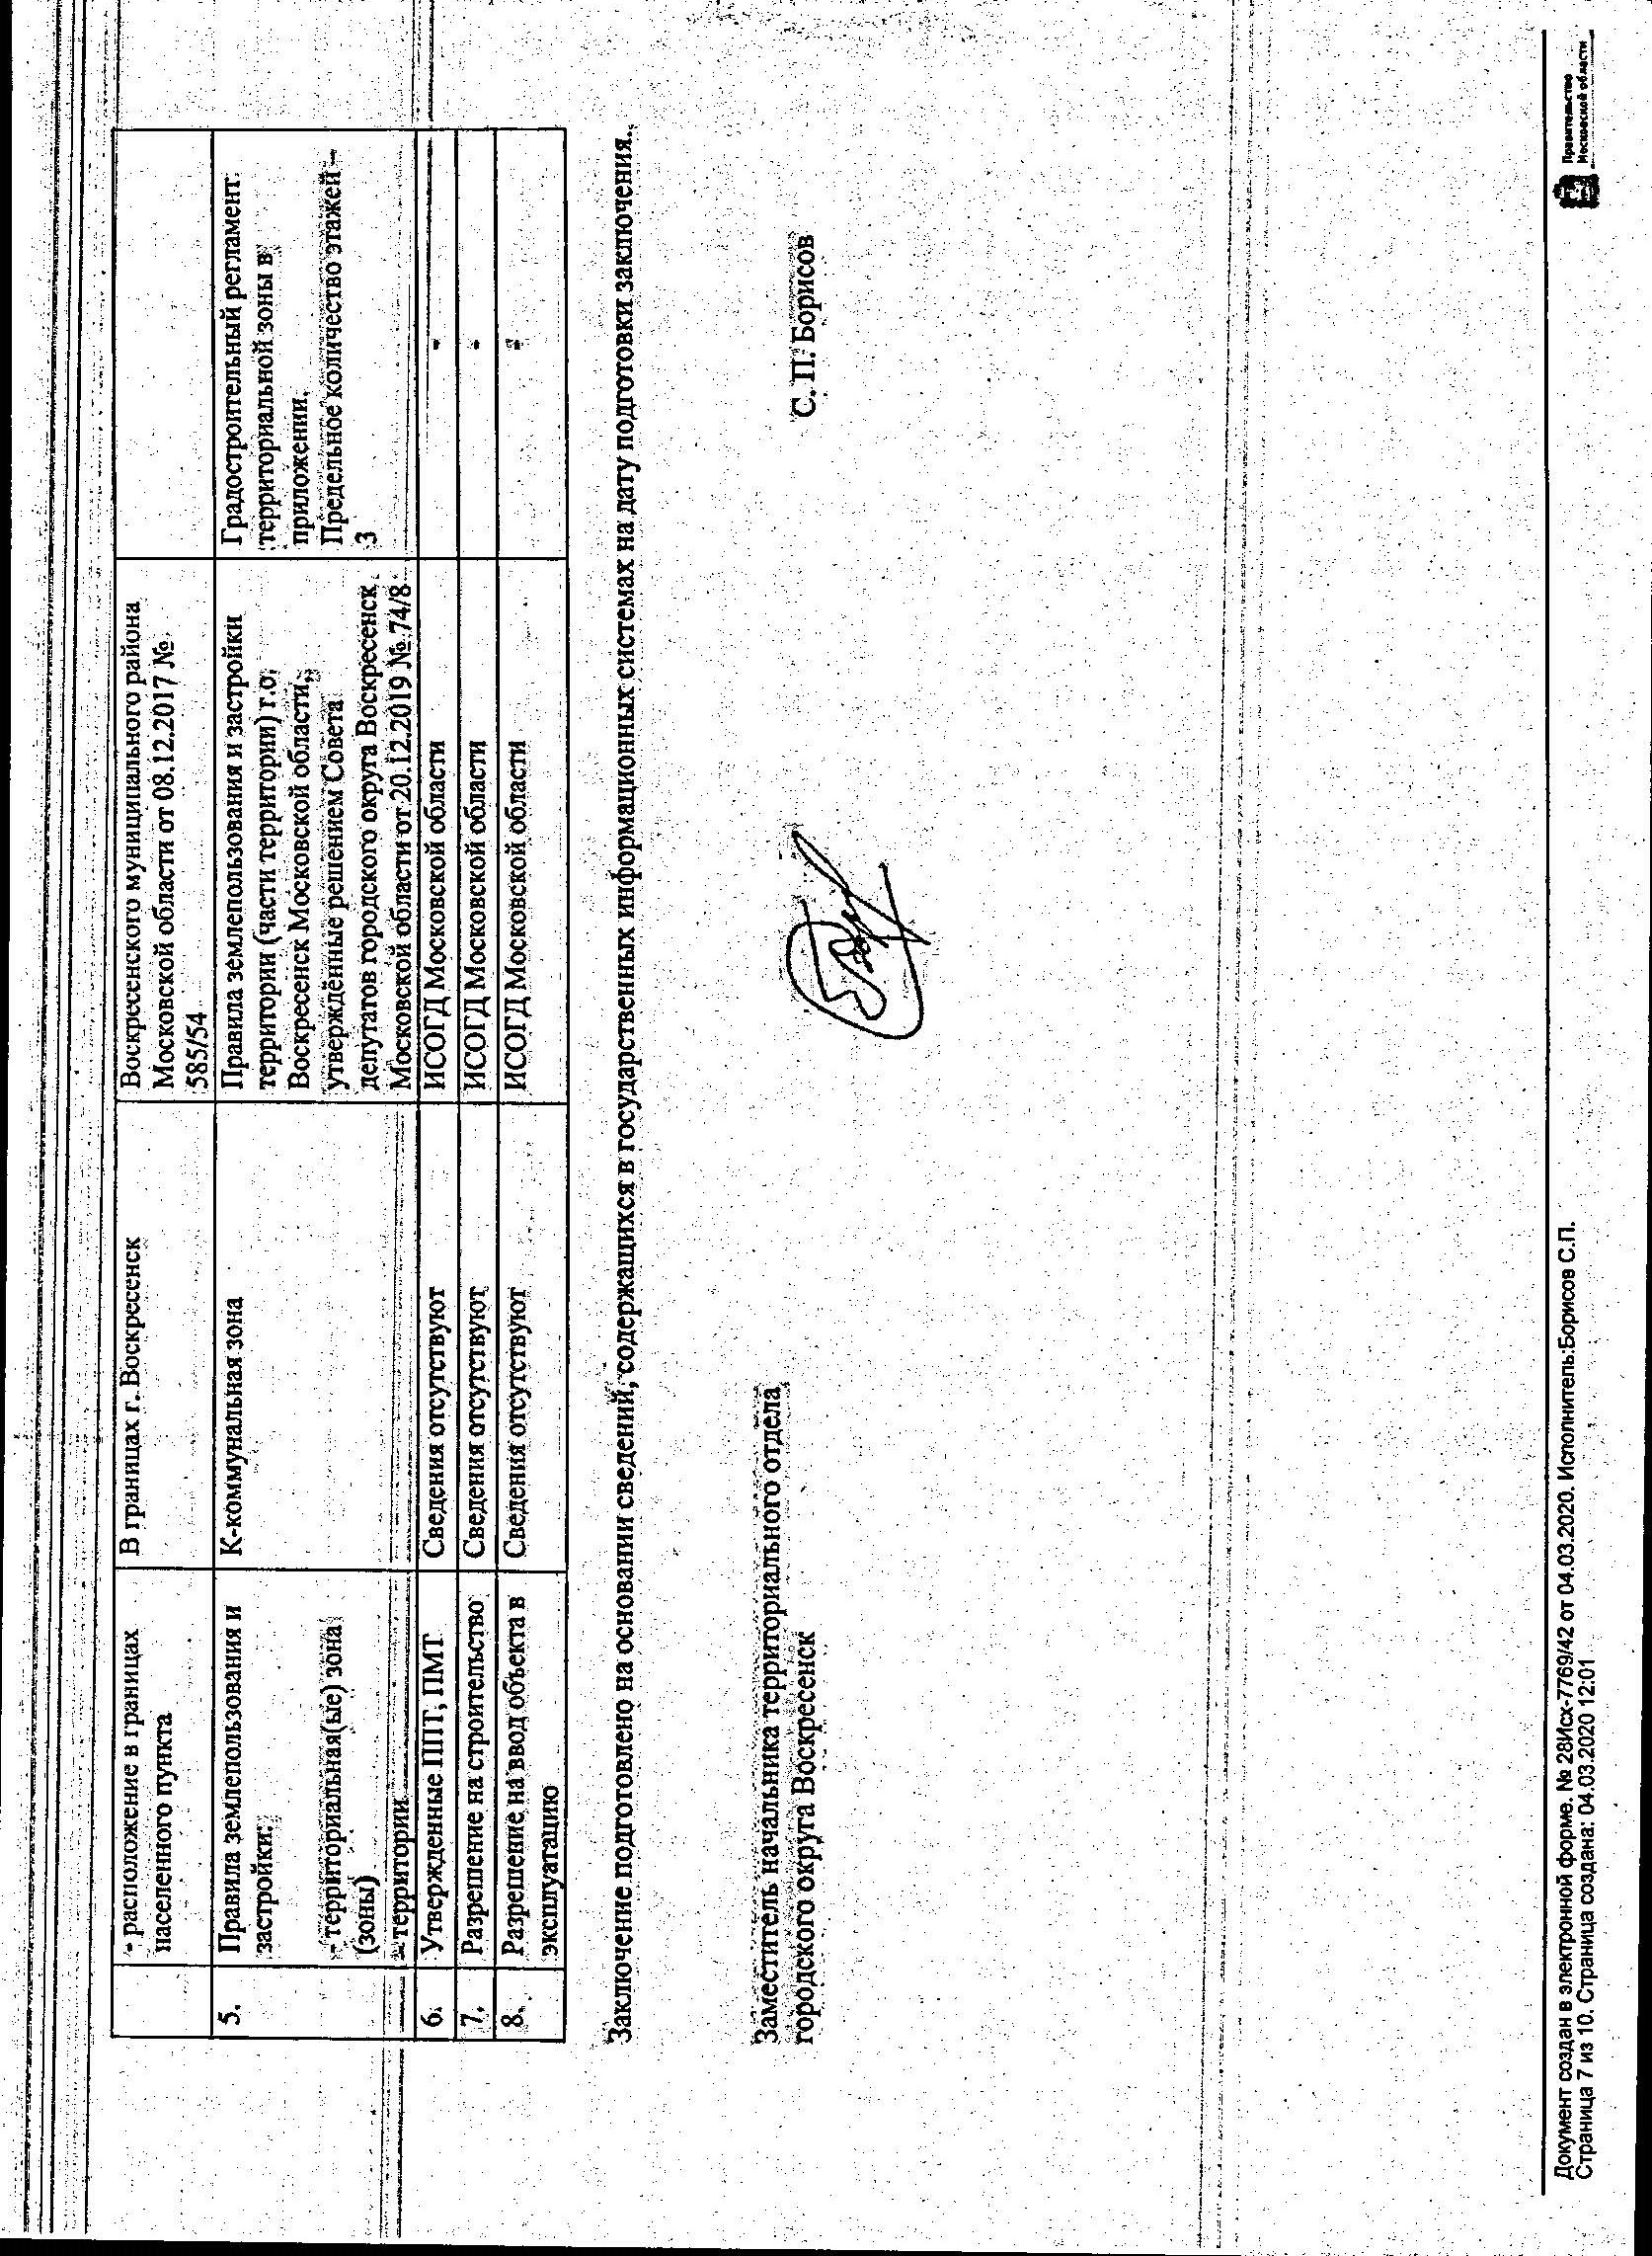 - расположение в границах
населенного пункта
В границах г. Воскресенск
Воскресенского муниципального района
Московской области от 08.12.2017 №
585/54
5.
Правила землепользования и
застройки:
- территориальная(ые) зона
(зоны)
- территории
К-коммунальная зона
Правила землепользования и застройки
территории (части территории) г.о.
Воскресенск Московской области,
утверждённые решением Совета
депутатов городского округа Воскресенск
Московской области от 20.12.2019 № 74/8
Градостроительный регламент
территориальной зоны в
приложении.
Предельное количество этажей –
3
6.
Утвержденные ППТ, ПМТ
Сведения отсутствуют
ИСОГД Московской области
-
7.
Разрешение на строительство
Сведения отсутствуют
ИСОГД Московской области
-
8.
Разрешение на ввод объекта в
эксплуатацию
Сведения отсутствуют
ИСОГД Московской области
-
Заключение подготовлено на основании сведений, содержащихся в государственных информационных системах на дату подготовки заключения.
Заместитель начальника территориального отдела
городского округа Воскресенск
С. П. Борисов
Документ создан в электронной форме. № 28Исх-7769/42 от 04.03.2020. Исполнитель:Борисов С.П.
Страница 7 из 10. Страница создана: 04.03.2020 12:01
Правительство
Московской области